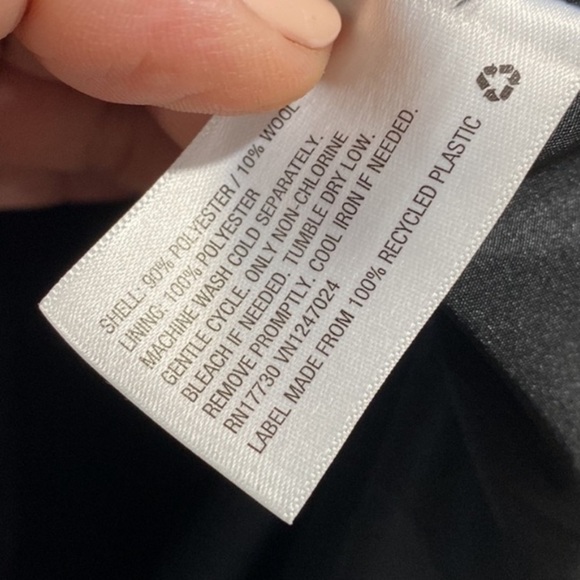 SHELL: 90% POLYESTER / 10% WOOL
LINING: 100% POLYESTER
MACHINE WASH COLD SEPARATELY.
GENTLE CYCLE. ONLY NON-CHLORINE
BLEACH IF NEEDED. TUMBLE DRY LOW.
REMOVE PROMPTLY. COOL IRON IF NEEDED.
RN17730 VN1247024
LABEL MADE FROM 100% RECYCLED PLASTIC